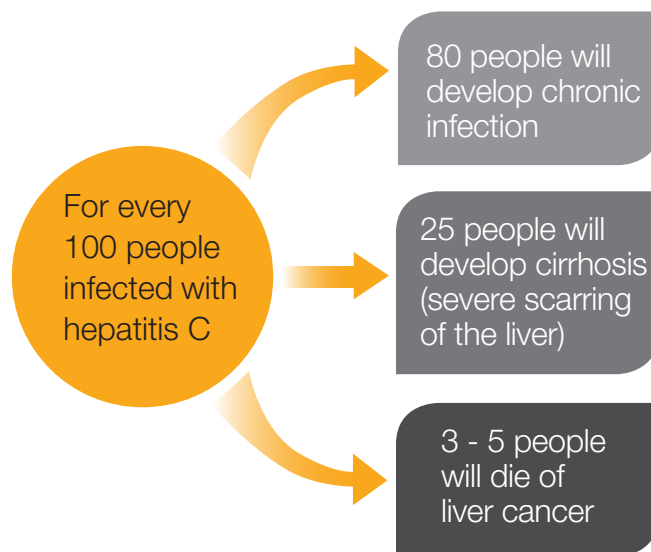 For every
100 people
infected with
hepatitis C
80 people will
develop chronic
infection
25 people will
develop cirrhosis
(severe scarring
of the liver)
3 - 5 people
will die of
liver cancer